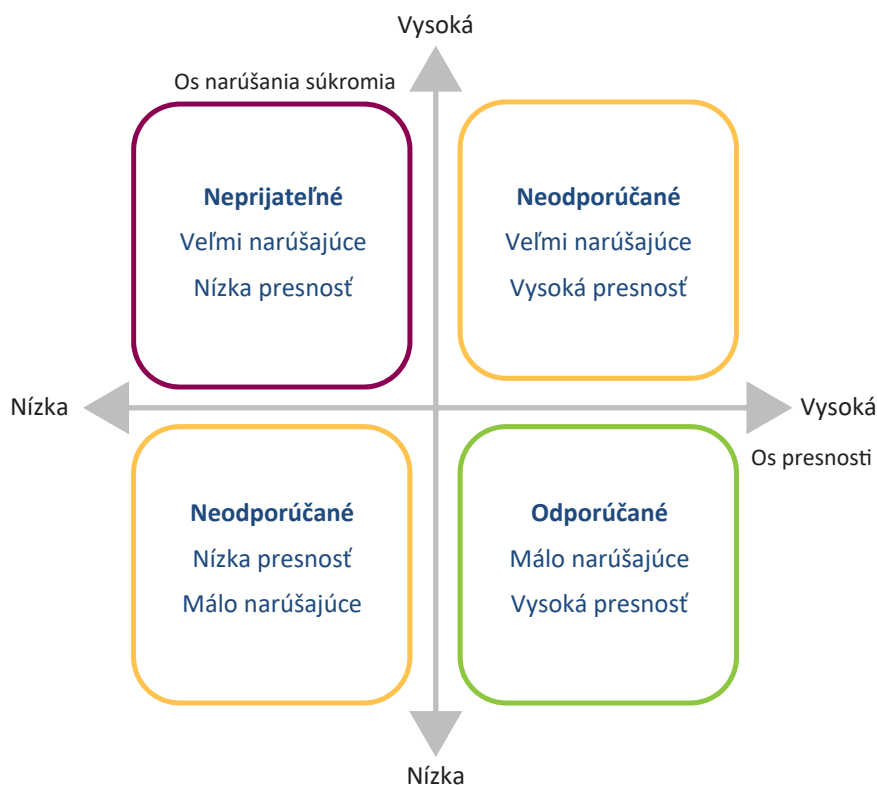 Vysoká
Os narúšania súkromia
Neprijateľné
Veľmi narúšajúce
Nízka presnosť
Neodporúčané
Veľmi narúšajúce
Vysoká presnosť
Nízka
Vysoká
Os presnosti
Neodporúčané
Nízka presnosť
Málo narúšajúce
Odporúčané
Málo narúšajúce
Vysoká presnosť
Nízka